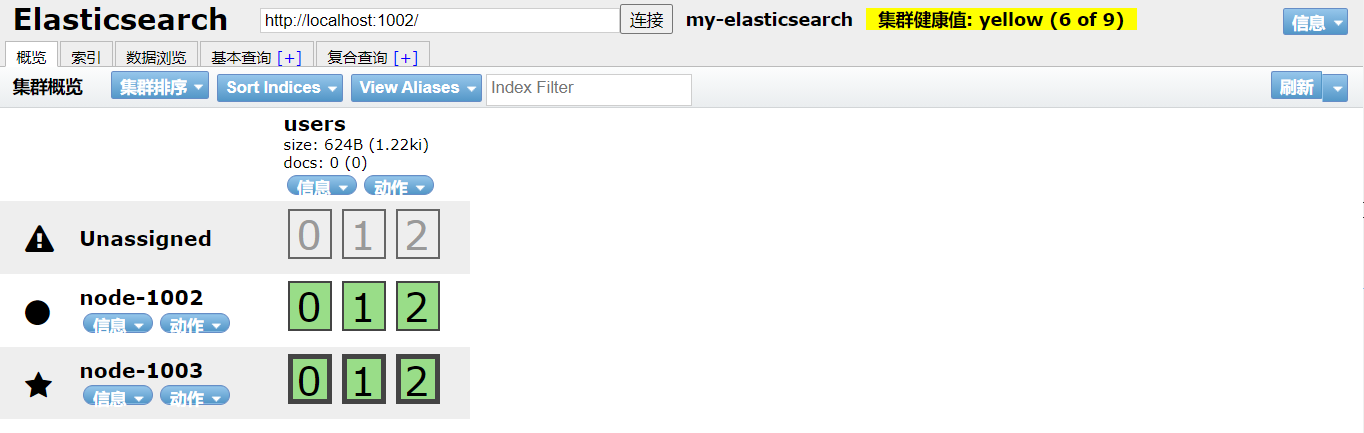 Elasticsearch http://localhost:1002/ 连接 my-elasticsearch 集群健康值: yellow (6 of 9) 信息
概览 索引 数据浏览 基本查询 [+] 复合查询 [+]
集群概览 集群排序 Sort Indices View Aliases Index Filter 刷新
users
size: 624B (1.22ki)
docs: 0 (0)
信息 动作
Unassigned 0 1 2
node-1002 0 1 2
信息 动作
node-1003 0 1 2
信息 动作